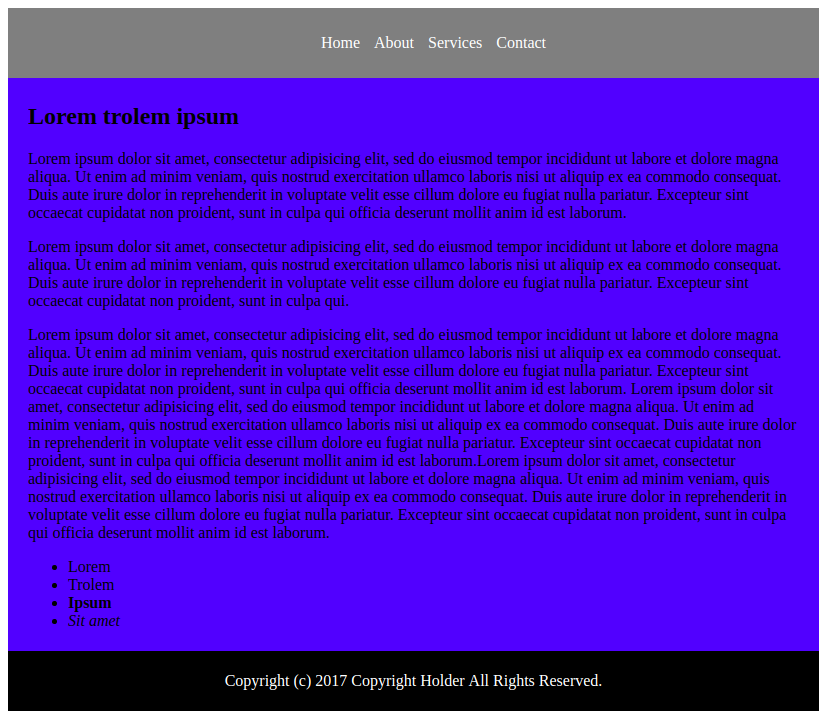 Home About Services Contact
Lorem trolem ipsum
Lorem ipsum dolor sit amet, consectetur adipisicing elit, sed do eiusmod tempor incididunt ut labore et dolore magna
aliqua. Ut enim ad minim veniam, quis nostrud exercitation ullamco laboris nisi ut aliquip ex ea commodo consequat.
Duis aute irure dolor in reprehenderit in voluptate velit esse cillum dolore eu fugiat nulla pariatur. Excepteur sint
occaecat cupidatat non proident, sunt in culpa qui officia deserunt mollit anim id est laborum.
Lorem ipsum dolor sit amet, consectetur adipisicing elit, sed do eiusmod tempor incididunt ut labore et dolore magna
aliqua. Ut enim ad minim veniam, quis nostrud exercitation ullamco laboris nisi ut aliquip ex ea commodo consequat.
Duis aute irure dolor in reprehenderit in voluptate velit esse cillum dolore eu fugiat nulla pariatur. Excepteur sint
occaecat cupidatat non proident, sunt in culpa qui.
Lorem ipsum dolor sit amet, consectetur adipisicing elit, sed do eiusmod tempor incididunt ut labore et dolore magna
aliqua. Ut enim ad minim veniam, quis nostrud exercitation ullamco laboris nisi ut aliquip ex ea commodo consequat.
Duis aute irure dolor in reprehenderit in voluptate velit esse cillum dolore eu fugiat nulla pariatur. Excepteur sint
occaecat cupidatat non proident, sunt in culpa qui officia deserunt mollit anim id est laborum. Lorem ipsum dolor sit
amet, consectetur adipisicing elit, sed do eiusmod tempor incididunt ut labore et dolore magna aliqua. Ut enim ad
minim veniam, quis nostrud exercitation ullamco laboris nisi ut aliquip ex ea commodo consequat. Duis aute irure dolor
in reprehenderit in voluptate velit esse cillum dolore eu fugiat nulla pariatur. Excepteur sint occaecat cupidatat non
proident, sunt in culpa qui officia deserunt mollit anim id est laborum.Lorem ipsum dolor sit amet, consectetur
adipisicing elit, sed do eiusmod tempor incididunt ut labore et dolore magna aliqua. Ut enim ad minim veniam, quis
nostrud exercitation ullamco laboris nisi ut aliquip ex ea commodo consequat. Duis aute irure dolor in reprehenderit in
voluptate velit esse cillum dolore eu fugiat nulla pariatur. Excepteur sint occaecat cupidatat non proident, sunt in culpa
qui officia deserunt mollit anim id est laborum.
• Lorem
• Trolem
• Ipsum
• Sit amet
Copyright (c) 2017 Copyright Holder All Rights Reserved.